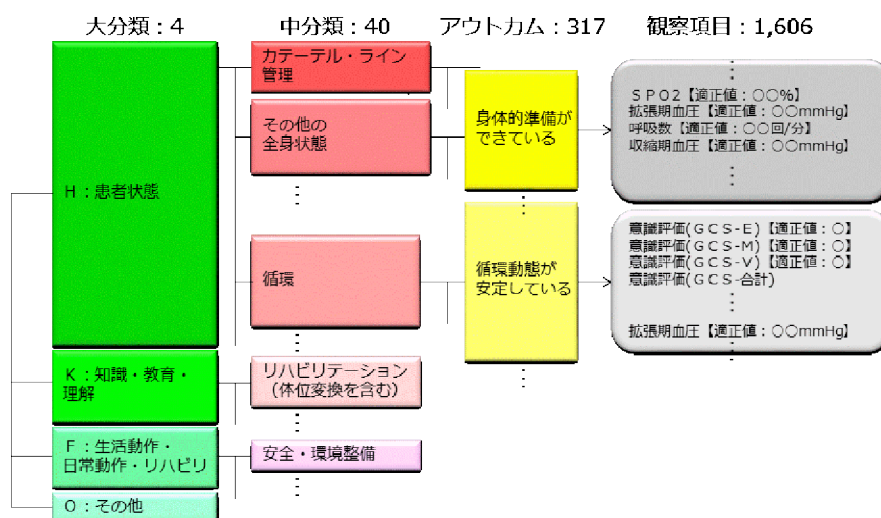 大分類：4
中分類：40
アウトカム：317
観察項目：1,606
H：患者状態
K：知識・教育・
理解
F：生活動作・
日常動作・リハビリ
O：その他
カテーテル・ライン
管理
その他の
全身状態
⋮
循環
⋮
リハビリテーション
（体位変換を含む）
⋮
安全・環境整備
⋮
身体的準備が
できている
⋮
循環動態が
安定している
⋮
⋮
ＳＰＯ2【適正値：○○%】
拡張期血圧【適正値：○○mmHg】
呼吸数【適正値：○○回/分】
収縮期血圧【適正値：○○mmHg】
⋮
意識評価(ＧＣＳ-Ｅ)【適正値：○】
意識評価(ＧＣＳ-Ｍ)【適正値：○】
意識評価(ＧＣＳ-Ｖ)【適正値：○】
意識評価(ＧＣＳ-合計)
⋮
拡張期血圧【適正値：○○mmHg】
⋮